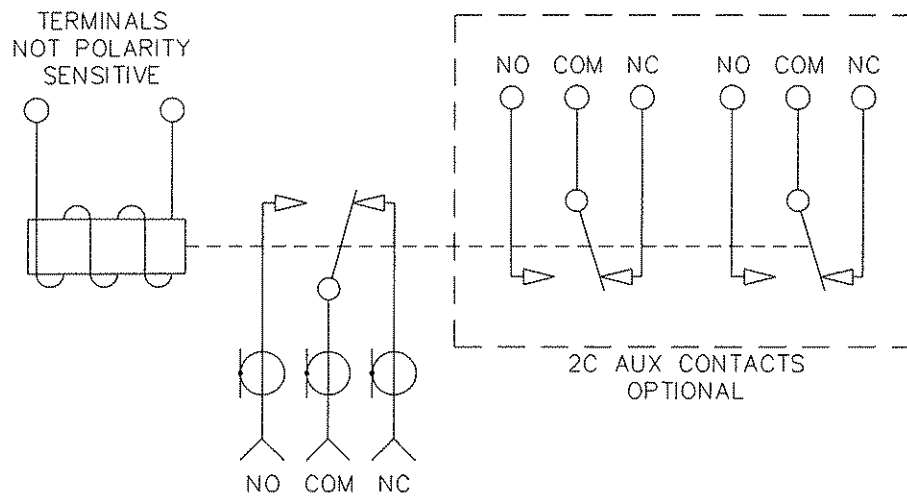 TERMINALS
NOT POLARITY
SENSITIVE
NO COM NC NO COM NC
2C AUX CONTACTS
OPTIONAL
NO COM NC